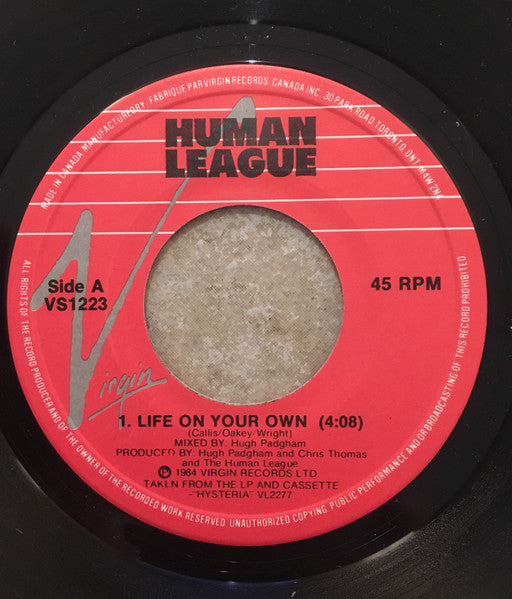 MADE IN CANADA MANUFACTURED BY/FABRIQUE PAR VIRGIN RECORDS CANADA INC. 30 PARK ROAD TORONTO, ONT M4W 2N4
HUMAN
LEAGUE
Side A
VS1223
45 RPM
Virgin
1. LIFE ON YOUR OWN (4:08)
(Callis/Oakey/Wright)
MIXED BY: Hugh Padgham
PRODUCED BY: Hugh Padgham and Chris Thomas
and The Human League
℗ 1984 VIRGIN RECORDS LTD.
TAKEN FROM THE LP AND CASSETTE
-"HYSTERIA" VL2277
ALL RIGHTS OF THE RECORD PRODUCER AND OF THE OWNER OF THE RECORDED WORK RESERVED. UNAUTHORIZED COPYING, PUBLIC PERFORMANCE AND/OR BROADCASTING OF THIS RECORD PROHIBITED